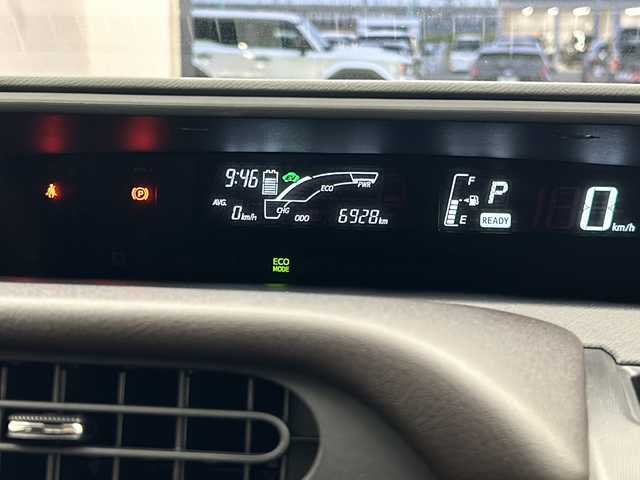 9:46
ECO
PWR
AVG.
0km/h
CHG
ODO
6928km
F
E
P
READY
0km/h
P
ECO
MODE